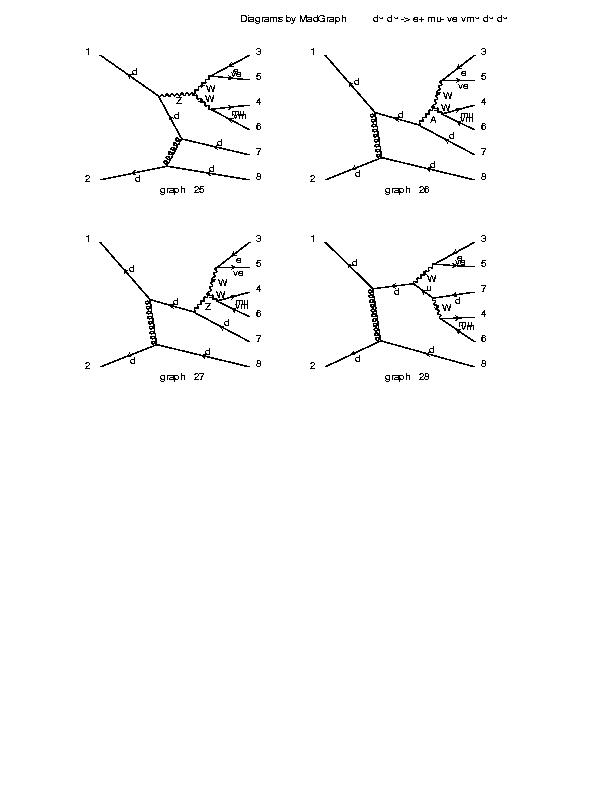 Diagrams by MadGraph d~ d~ -> e+ mu- ve vm~ d~ d~
1 3
d e
5
ve
W
Z W
4
mu
vm
d 6
d 7
d
2 d 8
graph 25
1 3
d e
5
ve
W
W 4
mu
vm
d A 6
d 7
d
2 d 8
graph 26
1 3
d e
5
ve
W
W 4
mu
vm
d Z 6
d 7
d
2 d 8
graph 27
1 3
d e
ve 5
W
d u 7
d
W 4
mu
vm
6
d
2 d 8
graph 28